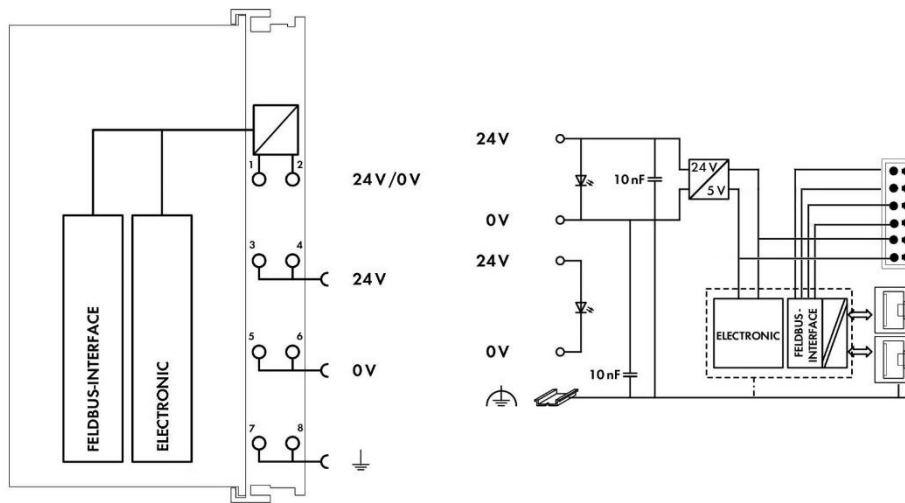 1 2
24V/0V
3 4
24V
5 6
0V
7 8
FELDBUS-INTERFACE
ELECTRONIC
24V
10nF
24V
5V
0V
24V
0V
10nF
ELECTRONIC
FELDBUS-
INTERFACE